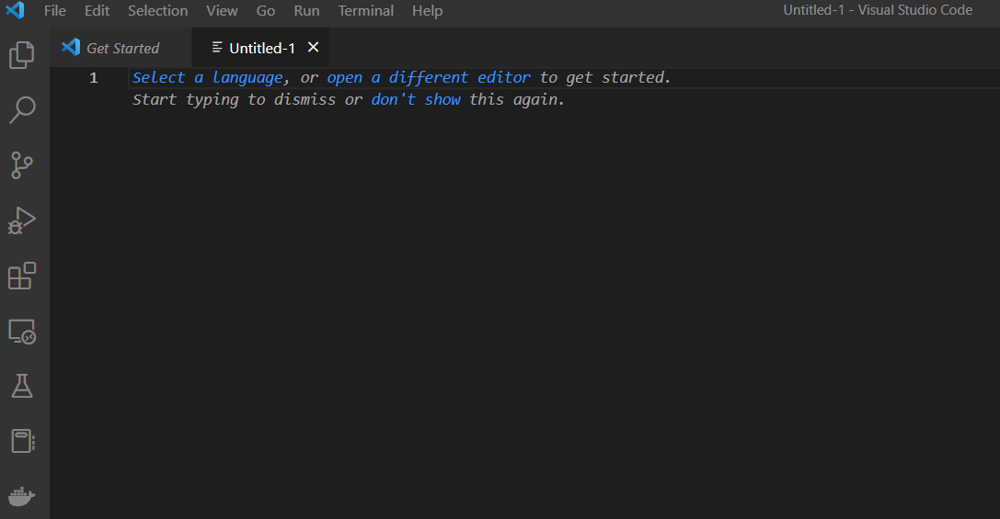 File Edit Selection View Go Run Terminal Help Untitled-1 - Visual Studio Code
Get Started Untitled-1
1 Select a language, or open a different editor to get started.
Start typing to dismiss or don't show this again.